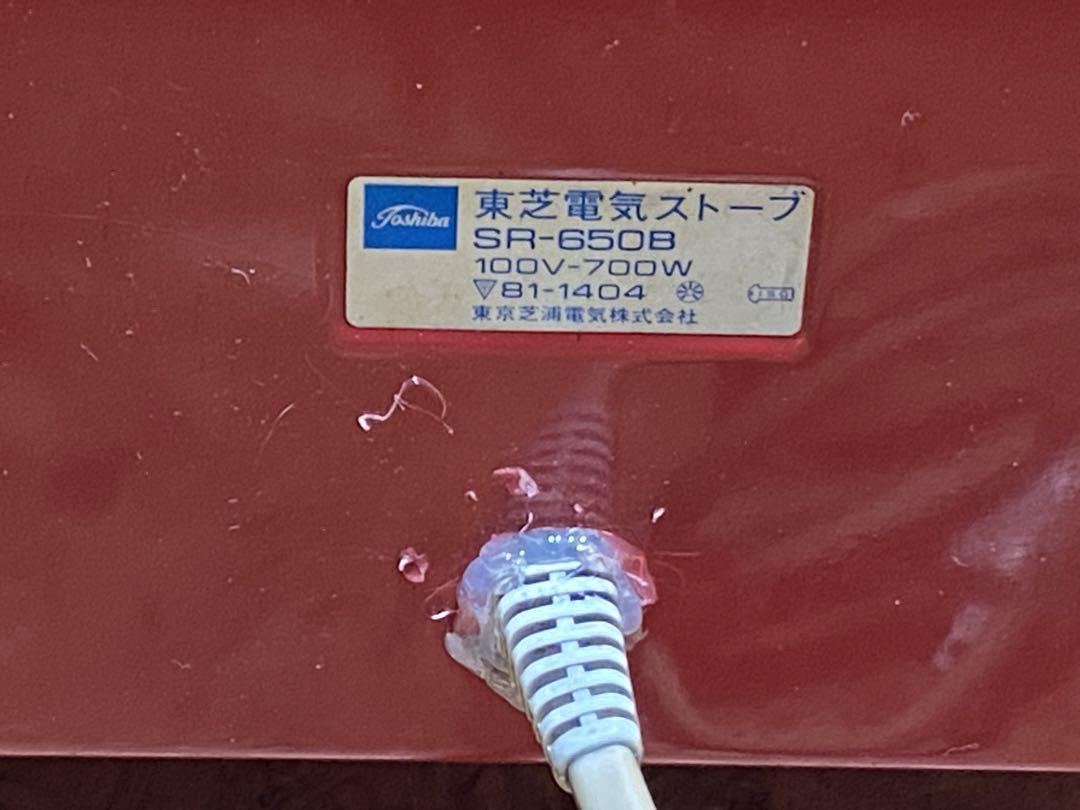 Toshiba
東芝電気ストーブ
SR-650B
100V-700W
▽81-1404
東京芝浦電気株式会社